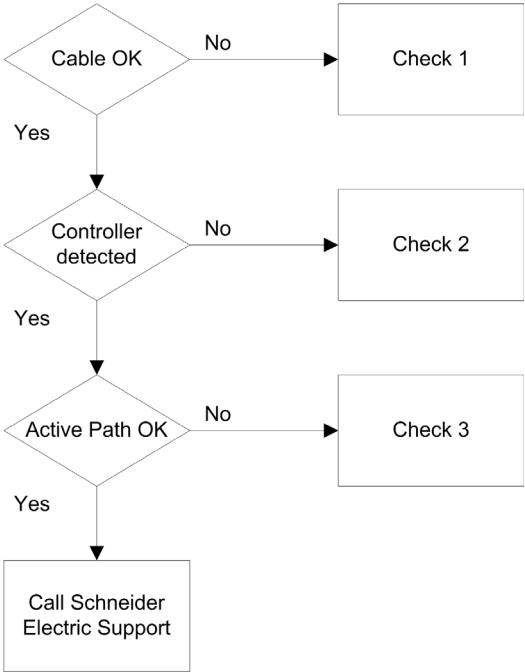 Cable OK
No
Check 1
Yes
Controller
detected
No
Check 2
Yes
Active Path OK
No
Check 3
Yes
Call Schneider
Electric Support